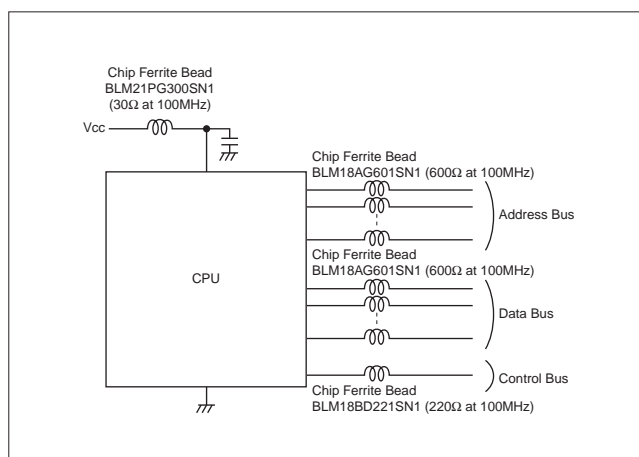 Chip Ferrite Bead
BLM21PG300SN1
(30Ω at 100MHz)
Vcc
Chip Ferrite Bead
BLM18AG601SN1 (600Ω at 100MHz)
Address Bus
Chip Ferrite Bead
BLM18AG601SN1 (600Ω at 100MHz)
CPU
Data Bus
Control Bus
Chip Ferrite Bead
BLM18BD221SN1 (220Ω at 100MHz)